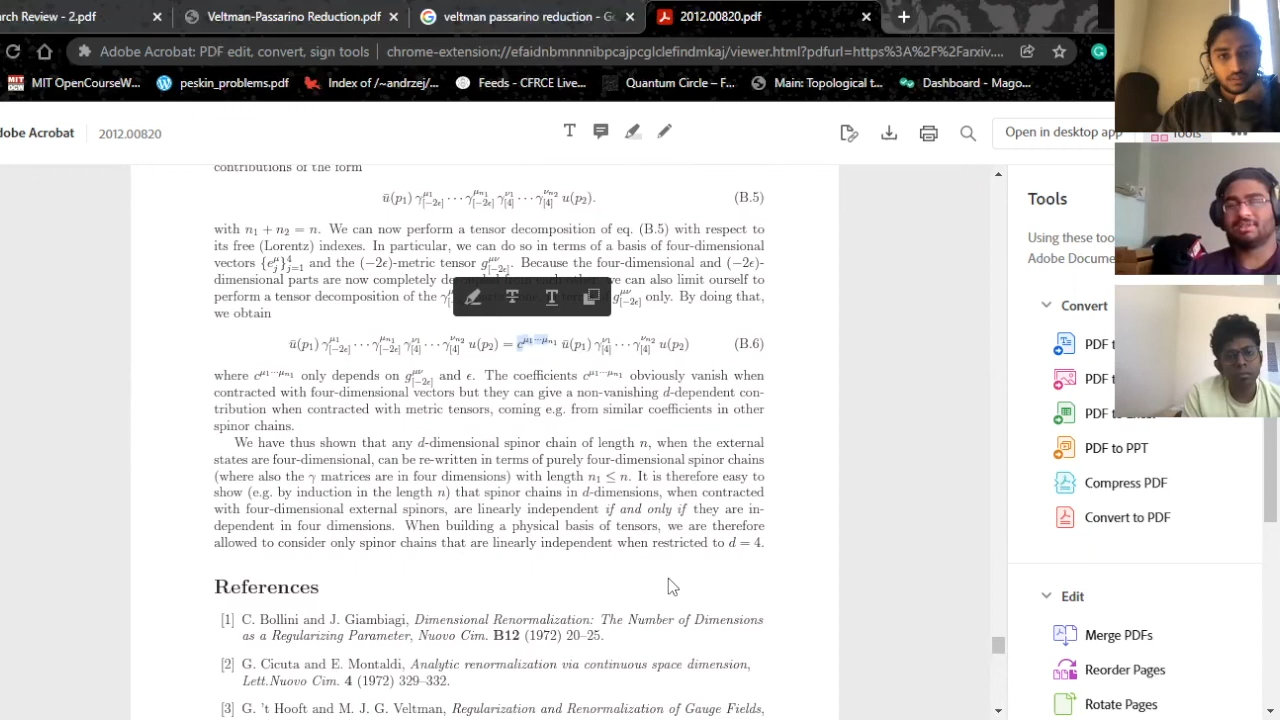 rch Review - 2.pdf
Veltman-Passarino Reduction.pdf
veltman passarino reduction - G
2012.00820.pdf
Adobe Acrobat: PDF edit, convert, sign tools
chrome-extension://efaidnbmnnnibpcajpcglclefindmkaj/viewer.html?pdfurl=https%3A%2F%2Farxiv....
MIT OpenCourseW...
peskin_problems.pdf
Index of /~andrzej/...
Feeds - CFRCE Live...
Quantum Circle – F...
Main: Topological t...
Dashboard - Mago...
dobe Acrobat
2012.00820
Open in desktop app
Tools
contributions of the form
ū(p₁) γ^{μ₁}_{[−2ϵ]} ··· γ^{μ_{n₁}}_{[−2ϵ]} γ^{ν₁}_{[4]} ··· γ^{ν_{n₂}}_{[4]} u(p₂). (B.5)
with n₁ + n₂ = n. We can now perform a tensor decomposition of eq. (B.5) with respect to
its free (Lorentz) indexes. In particular, we can do so in terms of a basis of four-dimensional
vectors {e^μ_j}^4_{j=1} and the (−2ϵ)-metric tensor g^{μν}_{[−2ϵ]}. Because the four-dimensional and (−2ϵ)-
dimensional parts are now completely we can also limit ourself to
perform a tensor decomposition of the g^{μν}_{[−2ϵ]} only. By doing that,
we obtain
ū(p₁) γ^{μ₁}_{[−2ϵ]} ··· γ^{μ_{n₁}}_{[−2ϵ]} γ^{ν₁}_{[4]} ··· γ^{ν_{n₂}}_{[4]} u(p₂) = c^{μ₁···μ_{n₁}} ū(p₁) γ^{ν₁}_{[4]} ··· γ^{ν_{n₂}}_{[4]} u(p₂) (B.6)
where c^{μ₁···μ_{n₁}} only depends on g^{μν}_{[−2ϵ]} and ϵ. The coefficients c^{μ₁···μ_{n₁}} obviously vanish when
contracted with four-dimensional vectors but they can give a non-vanishing d-dependent con-
tribution when contracted with metric tensors, coming e.g. from similar coefficients in other
spinor chains.
We have thus shown that any d-dimensional spinor chain of length n, when the external
states are four-dimensional, can be re-written in terms of purely four-dimensional spinor chains
(where also the γ matrices are in four dimensions) with length n₁ ≤ n. It is therefore easy to
show (e.g. by induction in the length n) that spinor chains in d-dimensions, when contracted
with four-dimensional external spinors, are linearly independent if and only if they are in-
dependent in four dimensions. When building a physical basis of tensors, we are therefore
allowed to consider only spinor chains that are linearly independent when restricted to d = 4.
References
[1] C. Bollini and J. Giambiagi, Dimensional Renormalization: The Number of Dimensions
as a Regularizing Parameter, Nuovo Cim. B12 (1972) 20–25.
[2] G. Cicuta and E. Montaldi, Analytic renormalization via continuous space dimension,
Lett.Nuovo Cim. 4 (1972) 329–332.
[3] G. 't Hooft and M. J. G. Veltman, Regularization and Renormalization of Gauge Fields,
Tools
Using these too
Adobe Documen
Convert
PDF t
PDF t
PDF to Excel
PDF to PPT
Compress PDF
Convert to PDF
Edit
Merge PDFs
Reorder Pages
Rotate Pages